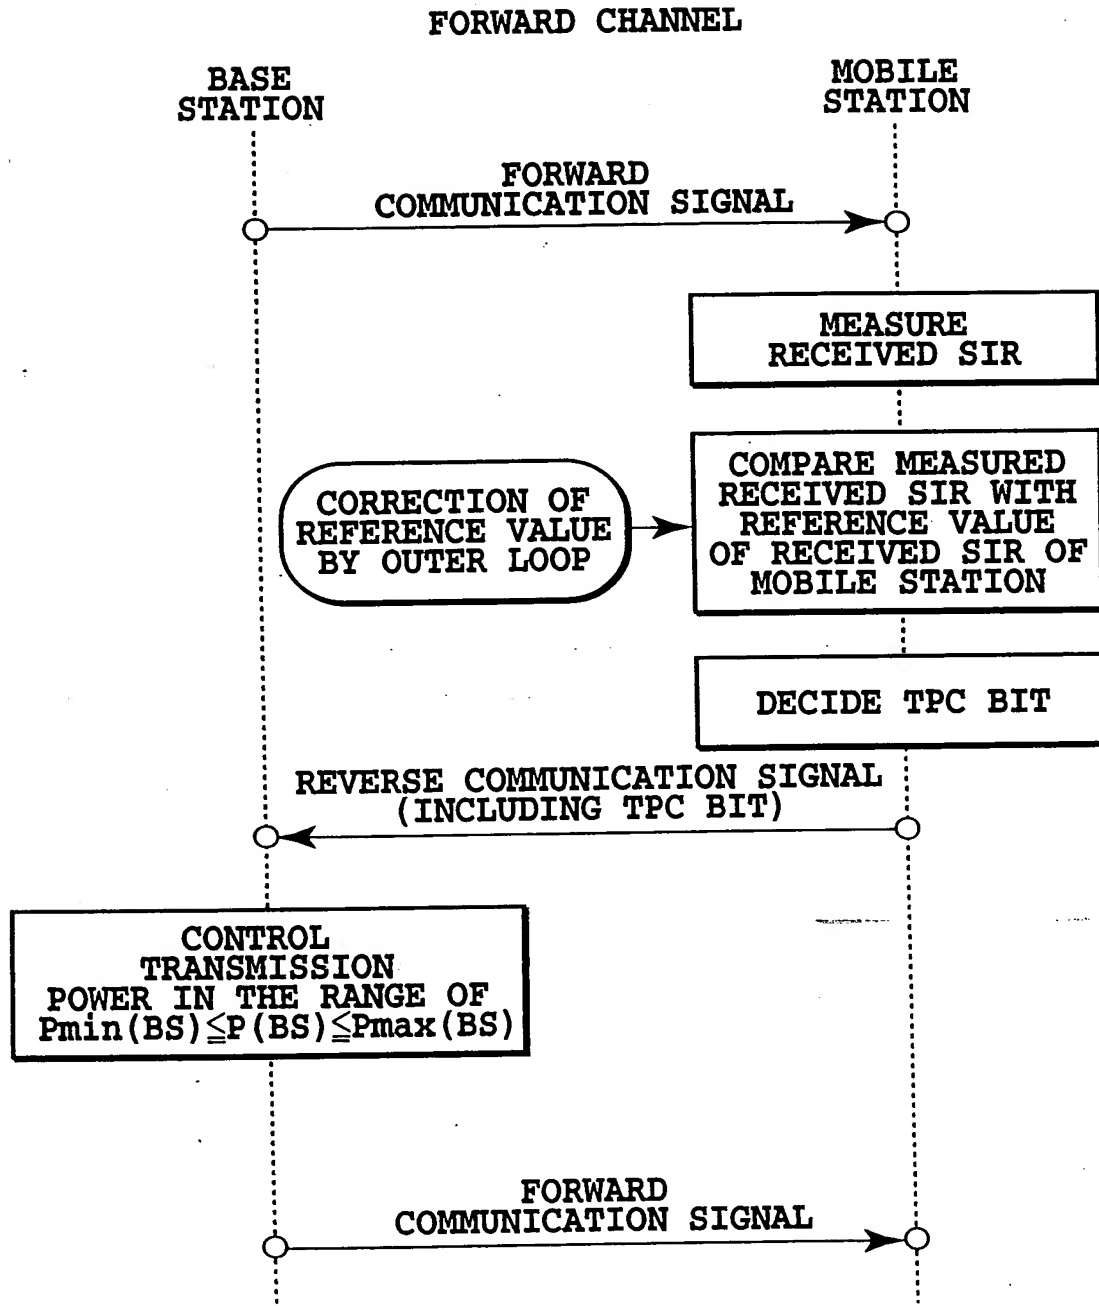 FORWARD CHANNEL
BASE
STATION
MOBILE
STATION
FORWARD
COMMUNICATION SIGNAL
MEASURE
RECEIVED SIR
COMPARE MEASURED
RECEIVED SIR WITH
REFERENCE VALUE
OF RECEIVED SIR OF
MOBILE STATION
CORRECTION OF
REFERENCE VALUE
BY OUTER LOOP
DECIDE TPC BIT
REVERSE COMMUNICATION SIGNAL
(INCLUDING TPC BIT)
CONTROL
TRANSMISSION
POWER IN THE RANGE OF
Pmin(BS)≦P(BS)≦Pmax(BS)
FORWARD
COMMUNICATION SIGNAL